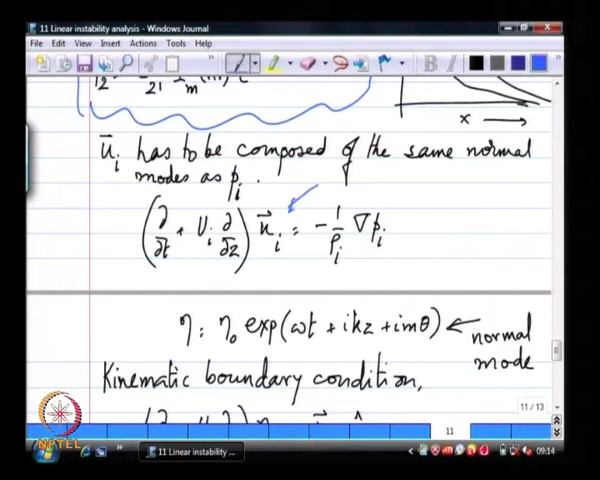 11 Linear instability analysis - Windows Journal
File Edit View Insert Actions Tools Help
x →
u⃗ᵢ has to be composed of the same normal
modes as pᵢ.
(∂/∂t + Uᵢ ∂/∂z) u⃗ᵢ = -1/ρᵢ ∇pᵢ
η = η₀ exp(ωt + ikz + imθ) ← normal
mode
Kinematic boundary condition,
11 / 13
11
NPTEL
11 Linear instability ...
09:14